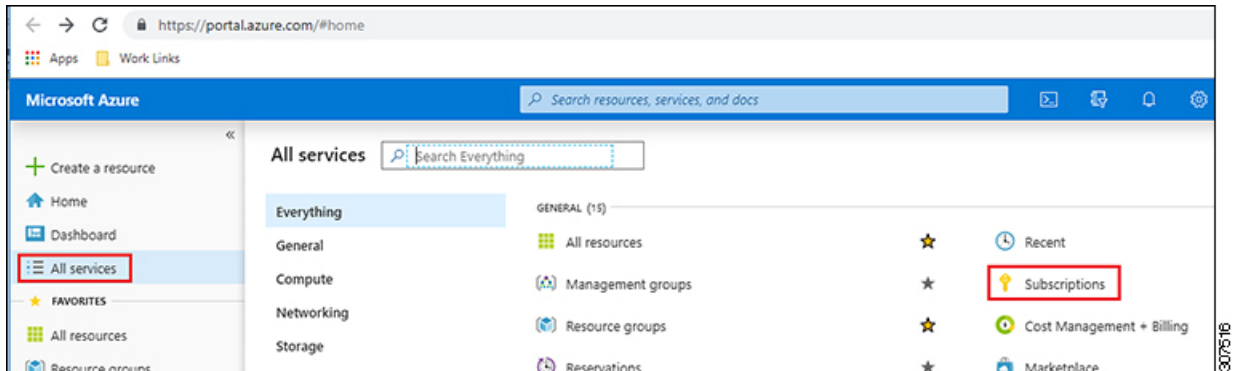 https://portal.azure.com/#home
Apps Work Links
Microsoft Azure
Search resources, services, and docs
«
Create a resource
Home
Dashboard
All services
FAVORITES
All resources
Resource groups
All services
Search Everything
Everything
General
Compute
Networking
Storage
GENERAL (15)
All resources
Recent
Management groups
Subscriptions
Resource groups
Cost Management + Billing
Reservations
Marketplace
307516